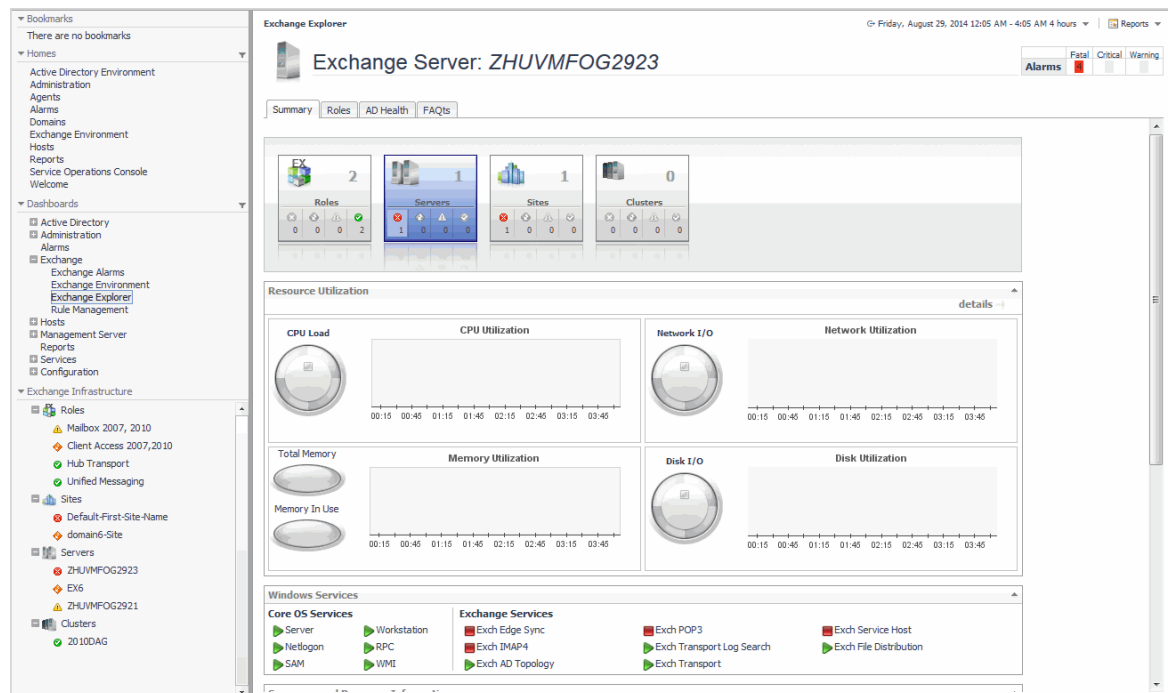 Bookmarks
There are no bookmarks
Homes
Active Directory Environment
Administration
Agents
Alarms
Domains
Exchange Environment
Hosts
Reports
Service Operations Console
Welcome
Dashboards
Active Directory
Administration
Alarms
Exchange
Exchange Alarms
Exchange Environment
Exchange Explorer
Rule Management
Hosts
Management Server
Reports
Services
Configuration
Exchange Infrastructure
Roles
Mailbox 2007, 2010
Client Access 2007,2010
Hub Transport
Unified Messaging
Sites
Default-First-Site-Name
domain6-Site
Servers
ZHUVMFOG2923
EX6
ZHUVMFOG2921
Clusters
2010DAG
Exchange Explorer
Friday, August 29, 2014 12:05 AM - 4:05 AM 4 hours
Reports
Exchange Server: ZHUVMFOG2923
Fatal Critical Warning
Alarms 4
Summary Roles AD Health FAQts
EX 2 1 1 0
Roles Servers Sites Clusters
0 0 0 2 1 0 0 0 1 0 0 0 0 0 0 0
Resource Utilization
details
CPU Load CPU Utilization
00:15 00:45 01:15 01:45 02:15 02:45 03:15 03:45
Network I/O Network Utilization
00:15 00:45 01:15 01:45 02:15 02:45 03:15 03:45
Total Memory Memory Utilization
Memory In Use
00:15 00:45 01:15 01:45 02:15 02:45 03:15 03:45
Disk I/O Disk Utilization
00:15 00:45 01:15 01:45 02:15 02:45 03:15 03:45
Windows Services
Core OS Services Exchange Services
Server Workstation Exch Edge Sync Exch POP3 Exch Service Host
Netlogon RPC Exch IMAP4 Exch Transport Log Search Exch File Distribution
SAM WMI Exch AD Topology Exch Transport